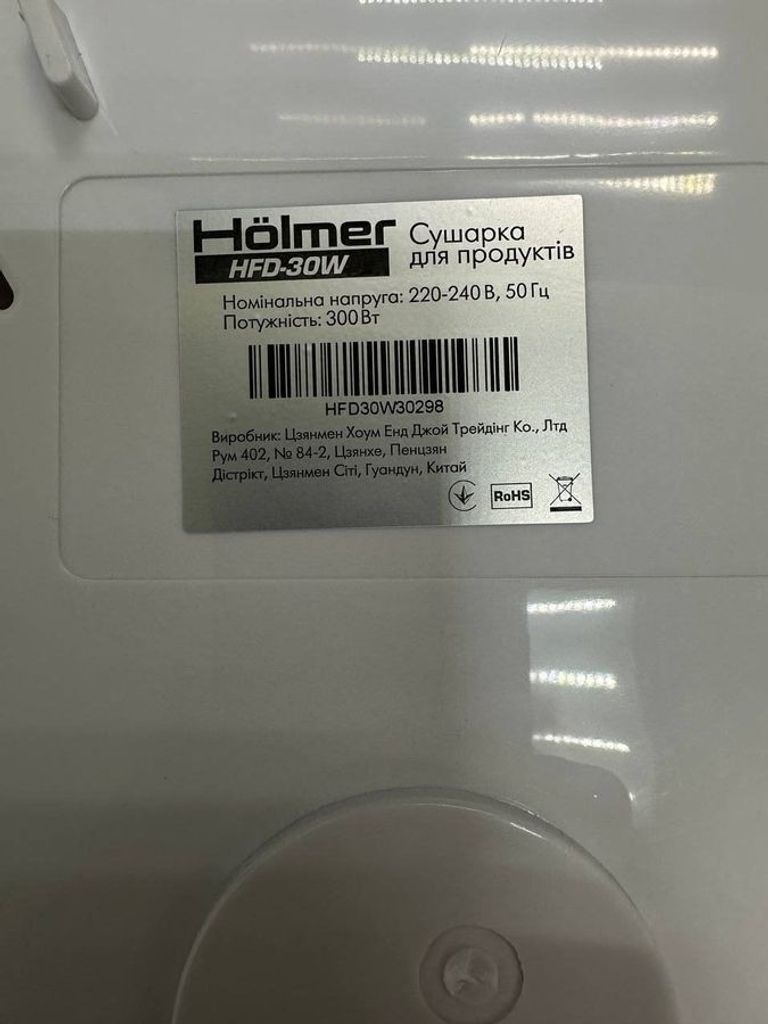 Hölmer
HFD-30W
Сушарка
для продуктів
Номінальна напруга: 220-240 В, 50 Гц
Потужність: 300 Вт
HFD30W30298
Виробник: Цзянмен Хоум Енд Джой Трейдінг Ко., Лтд
Рум 402, № 84-2, Цзянхе, Пенцзян
Дістрікт, Цзянмен Сіті, Гуандун, Китай
RoHS